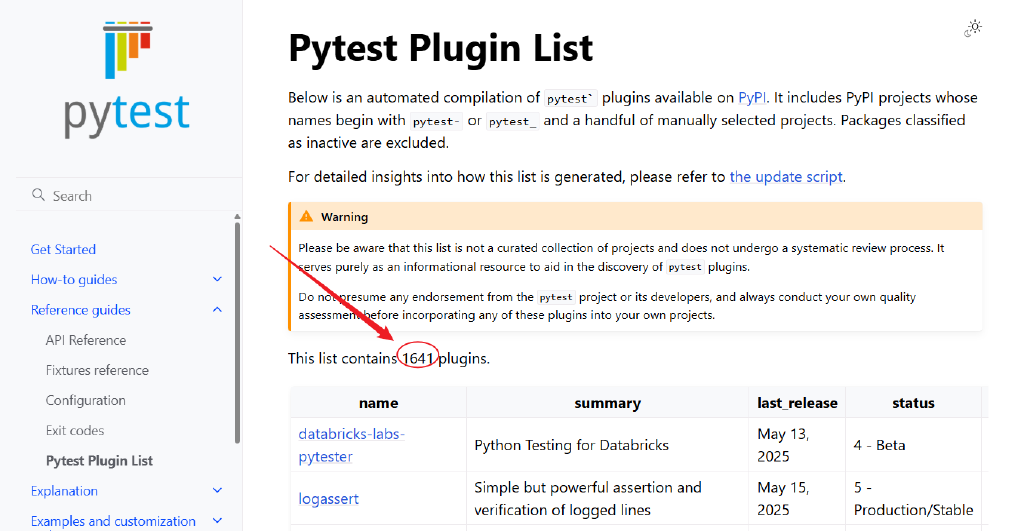 pytest
Search
Get Started
How-to guides
Reference guides
API Reference
Fixtures reference
Configuration
Exit codes
Pytest Plugin List
Explanation
Examples and customization
Pytest Plugin List
Below is an automated compilation of pytest` plugins available on PyPI. It includes PyPI projects whose
names begin with pytest- or pytest_ and a handful of manually selected projects. Packages classified
as inactive are excluded.
For detailed insights into how this list is generated, please refer to the update script.
Warning
Please be aware that this list is not a curated collection of projects and does not undergo a systematic review process. It
serves purely as an informational resource to aid in the discovery of pytest plugins.
Do not presume any endorsement from the pytest project or its developers, and always conduct your own quality
assessment before incorporating any of these plugins into your own projects.
This list contains 1641 plugins.
name summary last_release status
databricks-labs-
pytester
Python Testing for Databricks
May 13,
2025
4 - Beta
logassert
Simple but powerful assertion and
verification of logged lines
May 15,
2025
5 -
Production/Stable